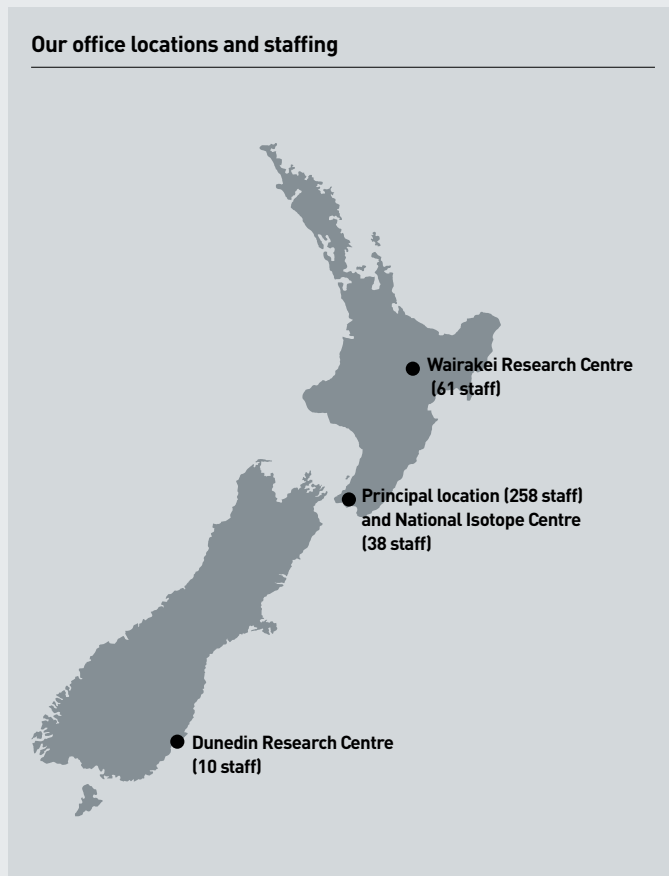 Our office locations and staffing
Wairakei Research Centre
(61 staff)
Principal location (258 staff)
and National Isotope Centre
(38 staff)
Dunedin Research Centre
(10 staff)